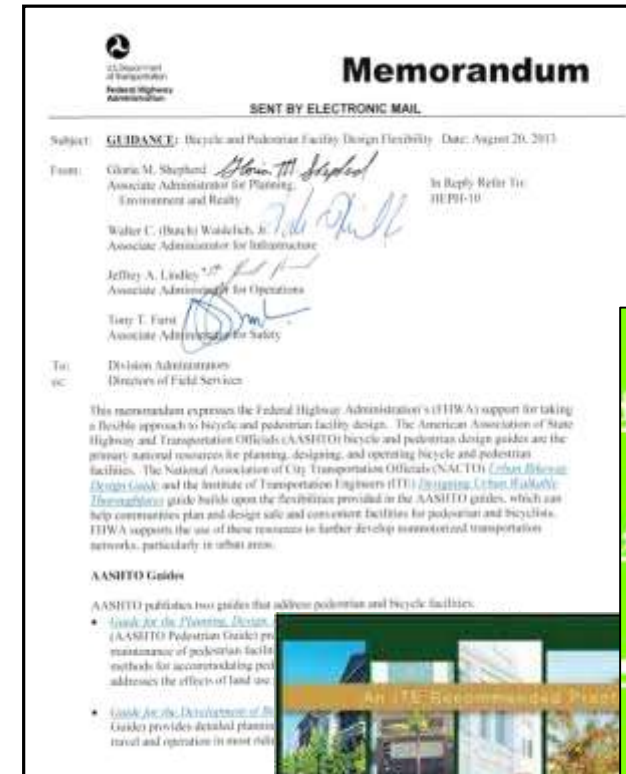 U.S. Department
of Transportation
Federal Highway
Administration
Memorandum
SENT BY ELECTRONIC MAIL
Subject: GUIDANCE: Bicycle and Pedestrian Facility Design Flexibility Date: August 20, 2013
From: Gloria M. Shepherd Gloria M Shepherd
Associate Administrator for Planning,
Environment and Realty
In Reply Refer To:
HEPH-10
Walter C. (Butch) Waidelich, Jr.
Associate Administrator for Infrastructure
Jeffrey A. Lindley
Associate Administrator for Operations
Tony T. Furst
Associate Administrator for Safety
To: Division Administrators
cc: Directors of Field Services
This memorandum expresses the Federal Highway Administration's (FHWA) support for taking
a flexible approach to bicycle and pedestrian facility design. The American Association of State
Highway and Transportation Officials (AASHTO) bicycle and pedestrian design guides are the
primary national resources for planning, designing, and operating bicycle and pedestrian
facilities. The National Association of City Transportation Officials (NACTO) Urban Bikeway
Design Guide and the Institute of Transportation Engineers (ITE) Designing Urban Walkable
Thoroughfares guide builds upon the flexibilities provided in the AASHTO guides, which can
help communities plan and design safe and convenient facilities for pedestrian and bicyclists.
FHWA supports the use of these resources to further develop nonmotorized transportation
networks, particularly in urban areas.
AASHTO Guides
AASHTO publishes two guides that address pedestrian and bicycle facilities:
• Guide for the Planning, Design,
(AASHTO Pedestrian Guide) pro
maintenance of pedestrian facilit
methods for accommodating ped
addresses the effects of land use
• Guide for the Development of Bi
Guide) provides detailed planni
travel and operation in most ridi
An ITE Recommended Pract